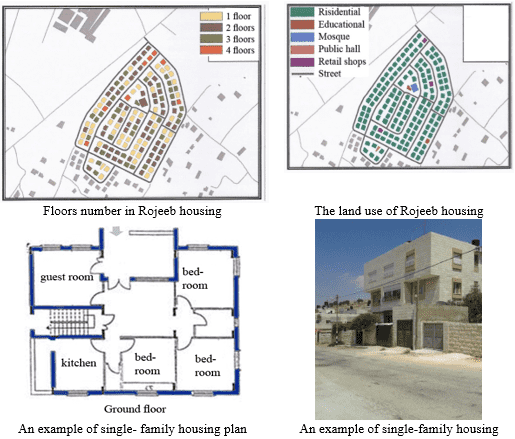 1 floor
2 floors
3 floors
4 floors
Floors number in Rojeeb housing
Residential
Educational
Mosque
Public hall
Retail shops
Street
The land use of Rojeeb housing
guest room
bed-
room
kitchen
bed-
room
bed-
room
Ground floor
An example of single- family housing plan
An example of single-family housing